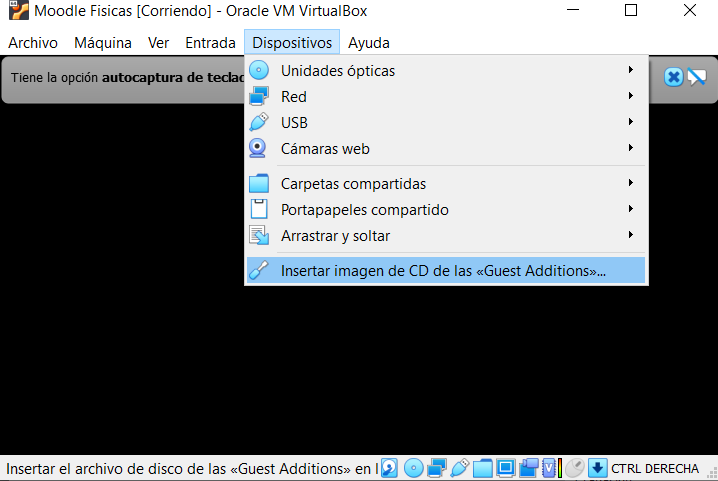 Moodle Fisicas [Corriendo] - Oracle VM VirtualBox
Archivo Máquina Ver Entrada Dispositivos Ayuda
Tiene la opción autocaptura de teclad
Unidades ópticas
Red
USB
Cámaras web
Carpetas compartidas
Portapapeles compartido
Arrastrar y soltar
Insertar imagen de CD de las «Guest Additions»...
Insertar el archivo de disco de las «Guest Additions» en l
CTRL DERECHA